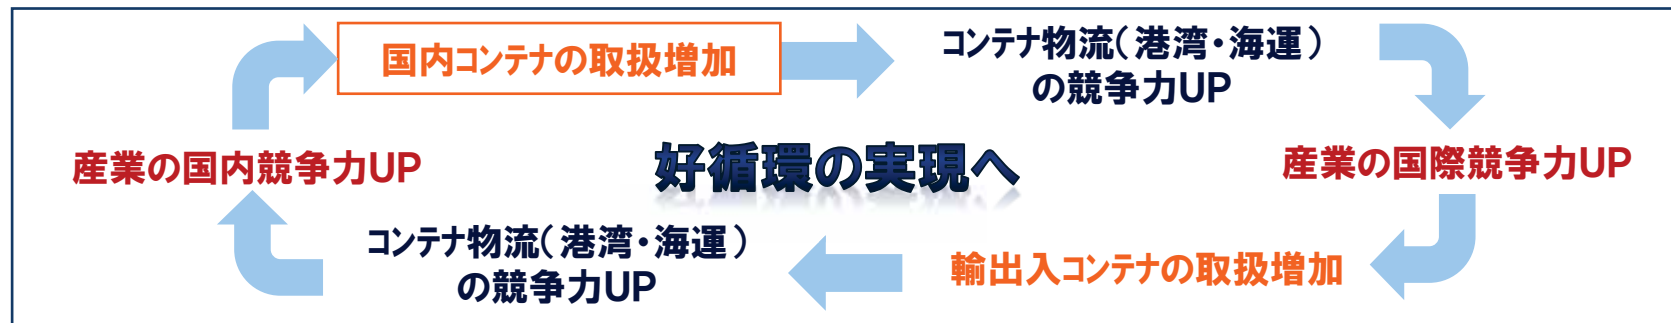 国内コンテナの取扱増加
コンテナ物流(港湾・海運)
の競争力UP
産業の国内競争力UP
好循環の実現へ
産業の国際競争力UP
コンテナ物流(港湾・海運)
の競争力UP
輸出入コンテナの取扱増加